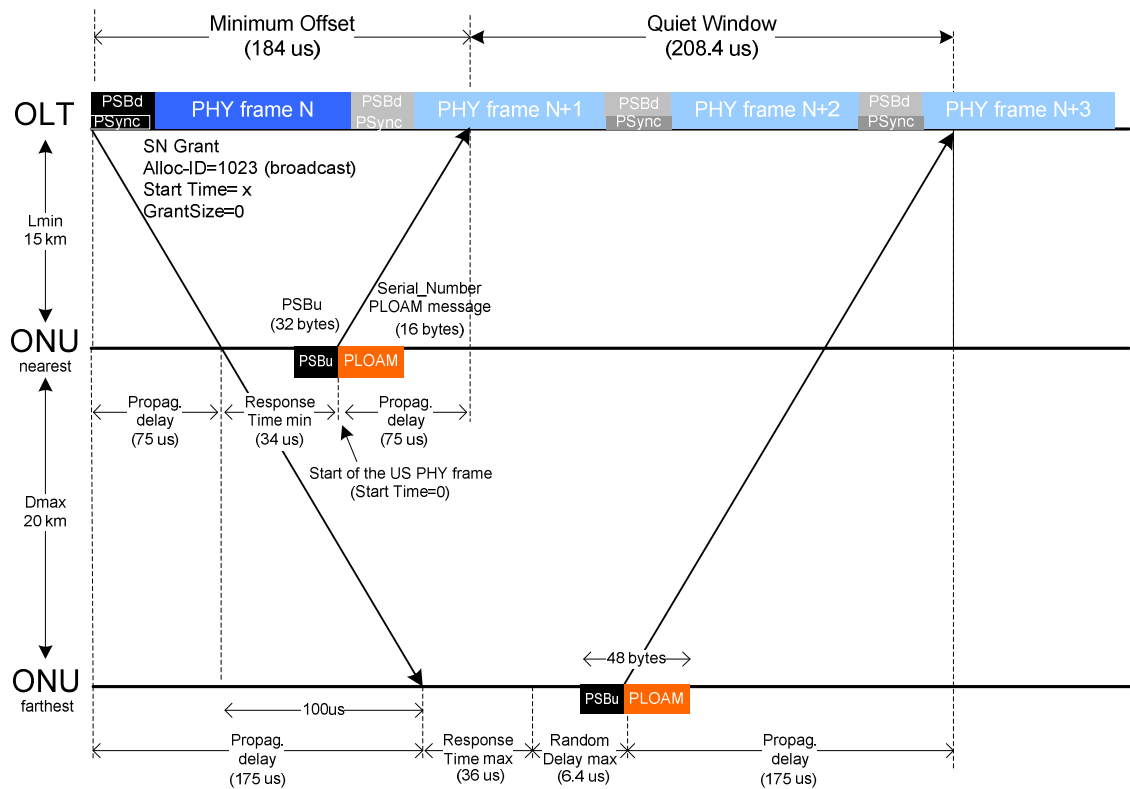 Minimum Offset
(184 us)
Quiet Window
(208.4 us)
OLT
PSBd
PSync
PHY frame N
PSBd
PSync
PHY frame N+1
PSBd
PSync
PHY frame N+2
PSBd
PSync
PHY frame N+3
SN Grant
Alloc-ID=1023 (broadcast)
Start Time= x
GrantSize=0
Lmin
15 km
PSBu
(32 bytes)
Serial_Number
PLOAM message
(16 bytes)
ONU
nearest
PSBu
PLOAM
Propag.
delay
(75 us)
Response
Time min
(34 us)
Propag.
delay
(75 us)
Start of the US PHY frame
(Start Time=0)
Dmax
20 km
48 bytes
ONU
farthest
PSBu
PLOAM
100us
Propag.
delay
(175 us)
Response
Time max
(36 us)
Random
Delay max
(6.4 us)
Propag.
delay
(175 us)